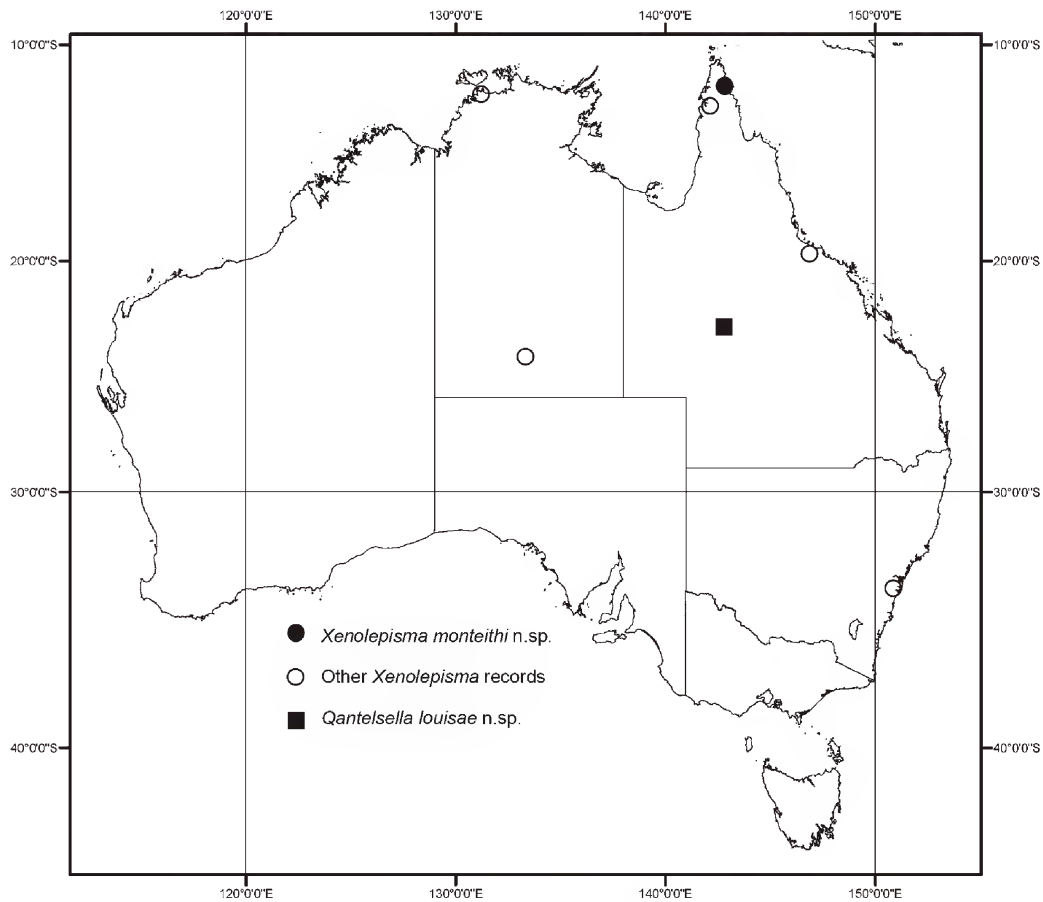 120°0'0"E 130°0'0"E 140°0'0"E 150°0'0"E
10°0'0"S 10°0'0"S
20°0'0"S 20°0'0"S
30°0'0"S 30°0'0"S
Xenolepisma monteithi n.sp.
Other Xenolepisma records
Qantelsella louisae n.sp.
40°0'0"S 40°0'0"S
120°0'0"E 130°0'0"E 140°0'0"E 150°0'0"E